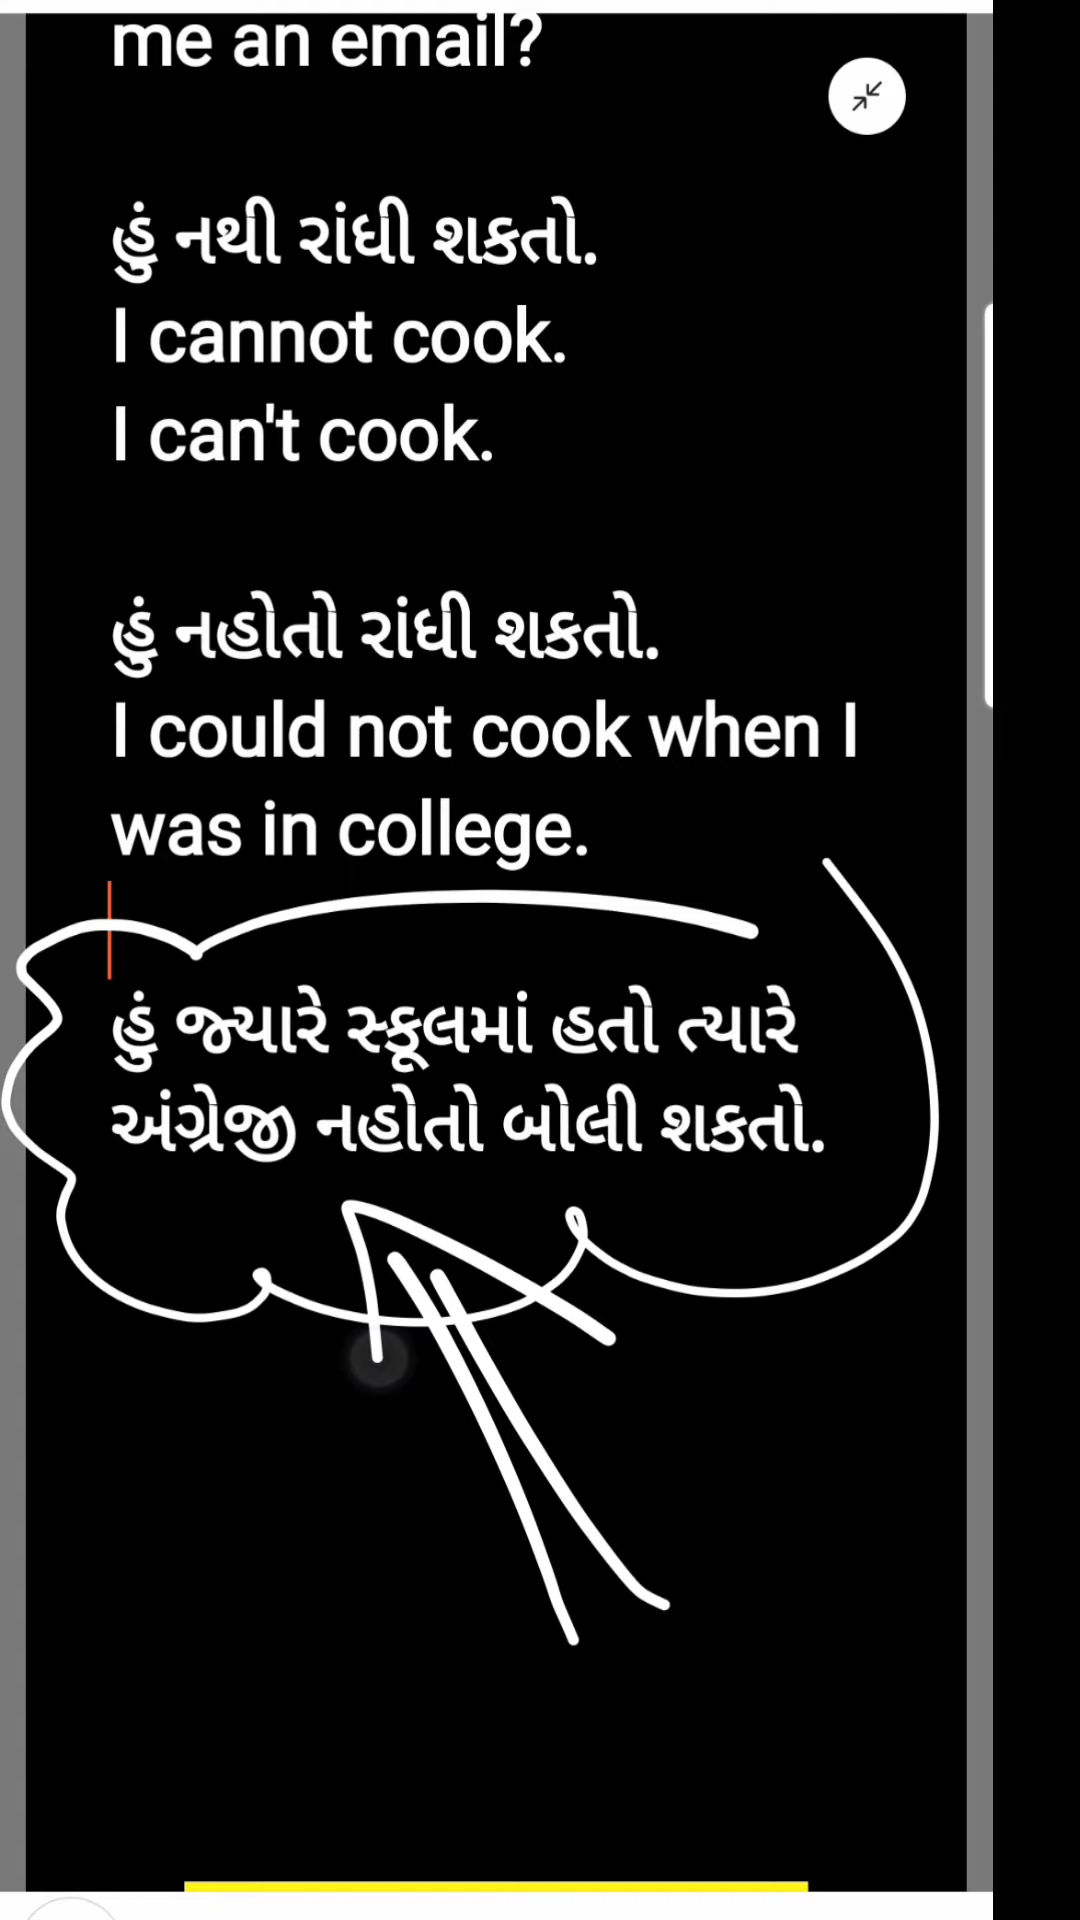 me an email?
હું નથી રાંધી શકતો.
I cannot cook.
I can't cook.
હું નહોતો રાંધી શકતો.
I could not cook when I
was in college.
હું જ્યારે સ્કૂલમાં હતો ત્યારે
અંગ્રેજી નહોતો બોલી શકતો.